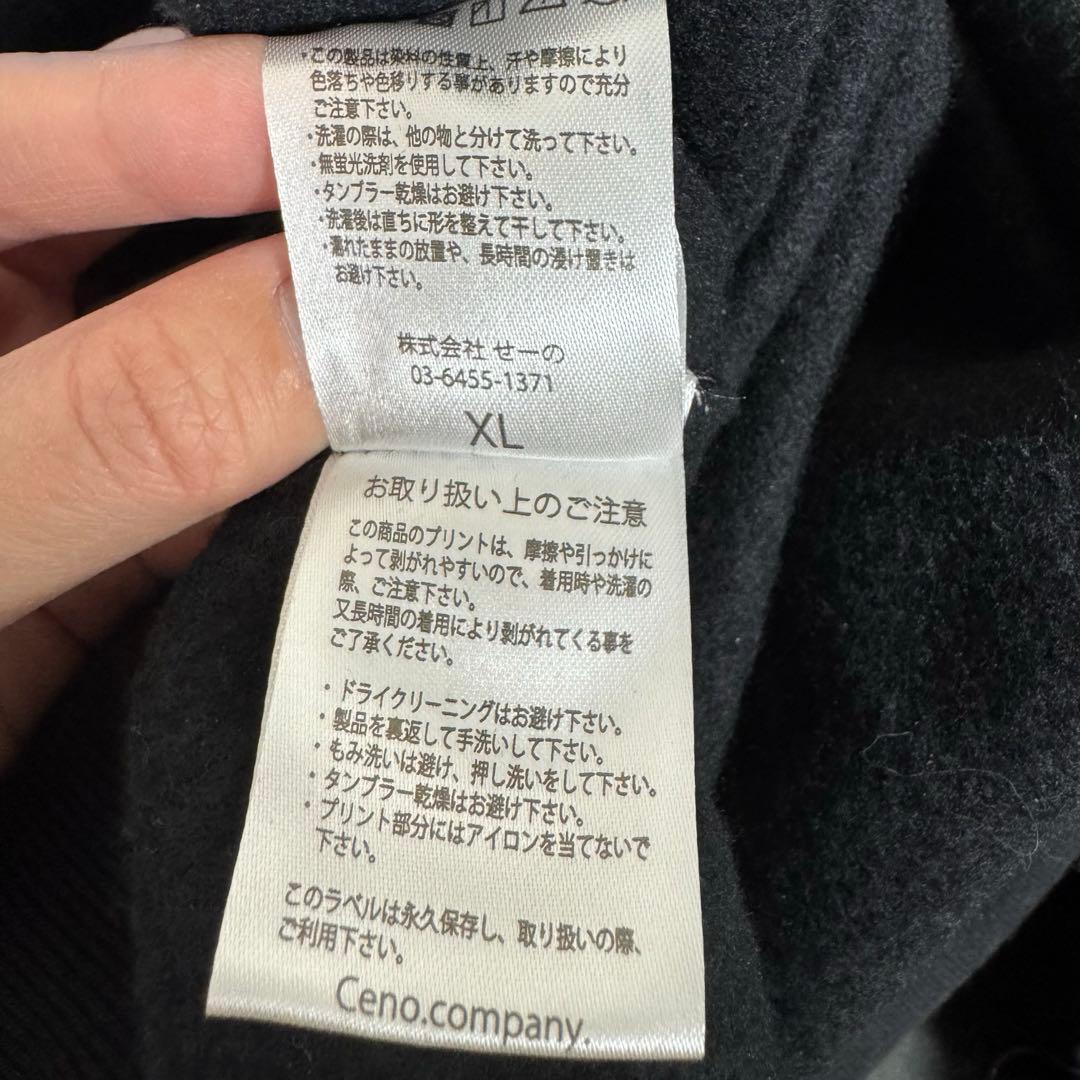 ・この製品は染料の性質上、汗や摩擦により
色落ちや色移りする事がありますので充分
ご注意下さい。
・洗濯の際は、他の物と分けて洗って下さい。
・無蛍光洗剤を使用して下さい。
・タンブラー乾燥はお避け下さい。
・洗濯後は直ちに形を整えて干して下さい。
・濡れたままの放置や、長時間の浸け置きは
お避け下さい。
株式会社 せーの
03-6455-1371
XL
お取り扱い上のご注意
この商品のプリントは、摩擦や引っかけに
よって剥がれやすいので、着用時や洗濯の
際、ご注意下さい。
又長時間の着用により剥がれてくる事を
ご了承ください。
・ドライクリーニングはお避け下さい。
・製品を裏返して手洗いして下さい。
・もみ洗いは避け、押し洗いをして下さい。
・タンブラー乾燥はお避け下さい。
・プリント部分にはアイロンを当てないで
下さい。
このラベルは永久保存し、取り扱いの際、
ご利用下さい。
Ceno.company.